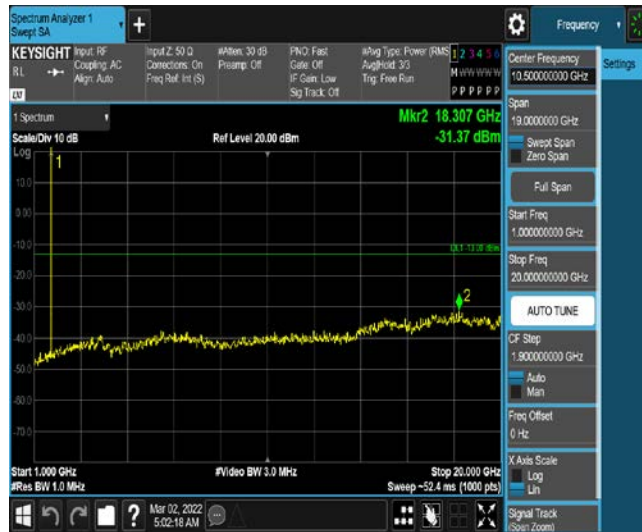 Spectrum Analyzer 1
Swept SA
+
Frequency
KEYSIGHT
RL
LXI
Input: RF
Coupling: AC
Align: Auto
Input Z: 50 Ω
Corrections: On
Freq Ref: Int (S)
#Atten: 30 dB
Preamp: Off
PNO: Fast
Gate: Off
IF Gain: Low
Sig Track: Off
#Avg Type: Power (RMS
Avg|Hold: 3/3
Trig: Free Run
1 2 3 4 5 6
M W W W W W
P P P P P P
1 Spectrum
Scale/Div 10 dB
Ref Level 20.00 dBm
Mkr2 18.307 GHz
-31.37 dBm
Log
1
10.0
0.00
-10.0
DL1 -13.00 dBm
-20.0
2
-30.0
-40.0
-50.0
-60.0
-70.0
Start 1.000 GHz
#Video BW 3.0 MHz
Stop 20.000 GHz
#Res BW 1.0 MHz
Sweep ~52.4 ms (1000 pts)
Mar 02, 2022
5:02:18 AM
?
Center Frequency
10.500000000 GHz
Settings
Span
19.0000000 GHz
Swept Span
Zero Span
Full Span
Start Freq
1.000000000 GHz
Stop Freq
20.000000000 GHz
AUTO TUNE
CF Step
1.900000000 GHz
Auto
Man
Freq Offset
0 Hz
X Axis Scale
Log
Lin
Signal Track
(Span Zoom)